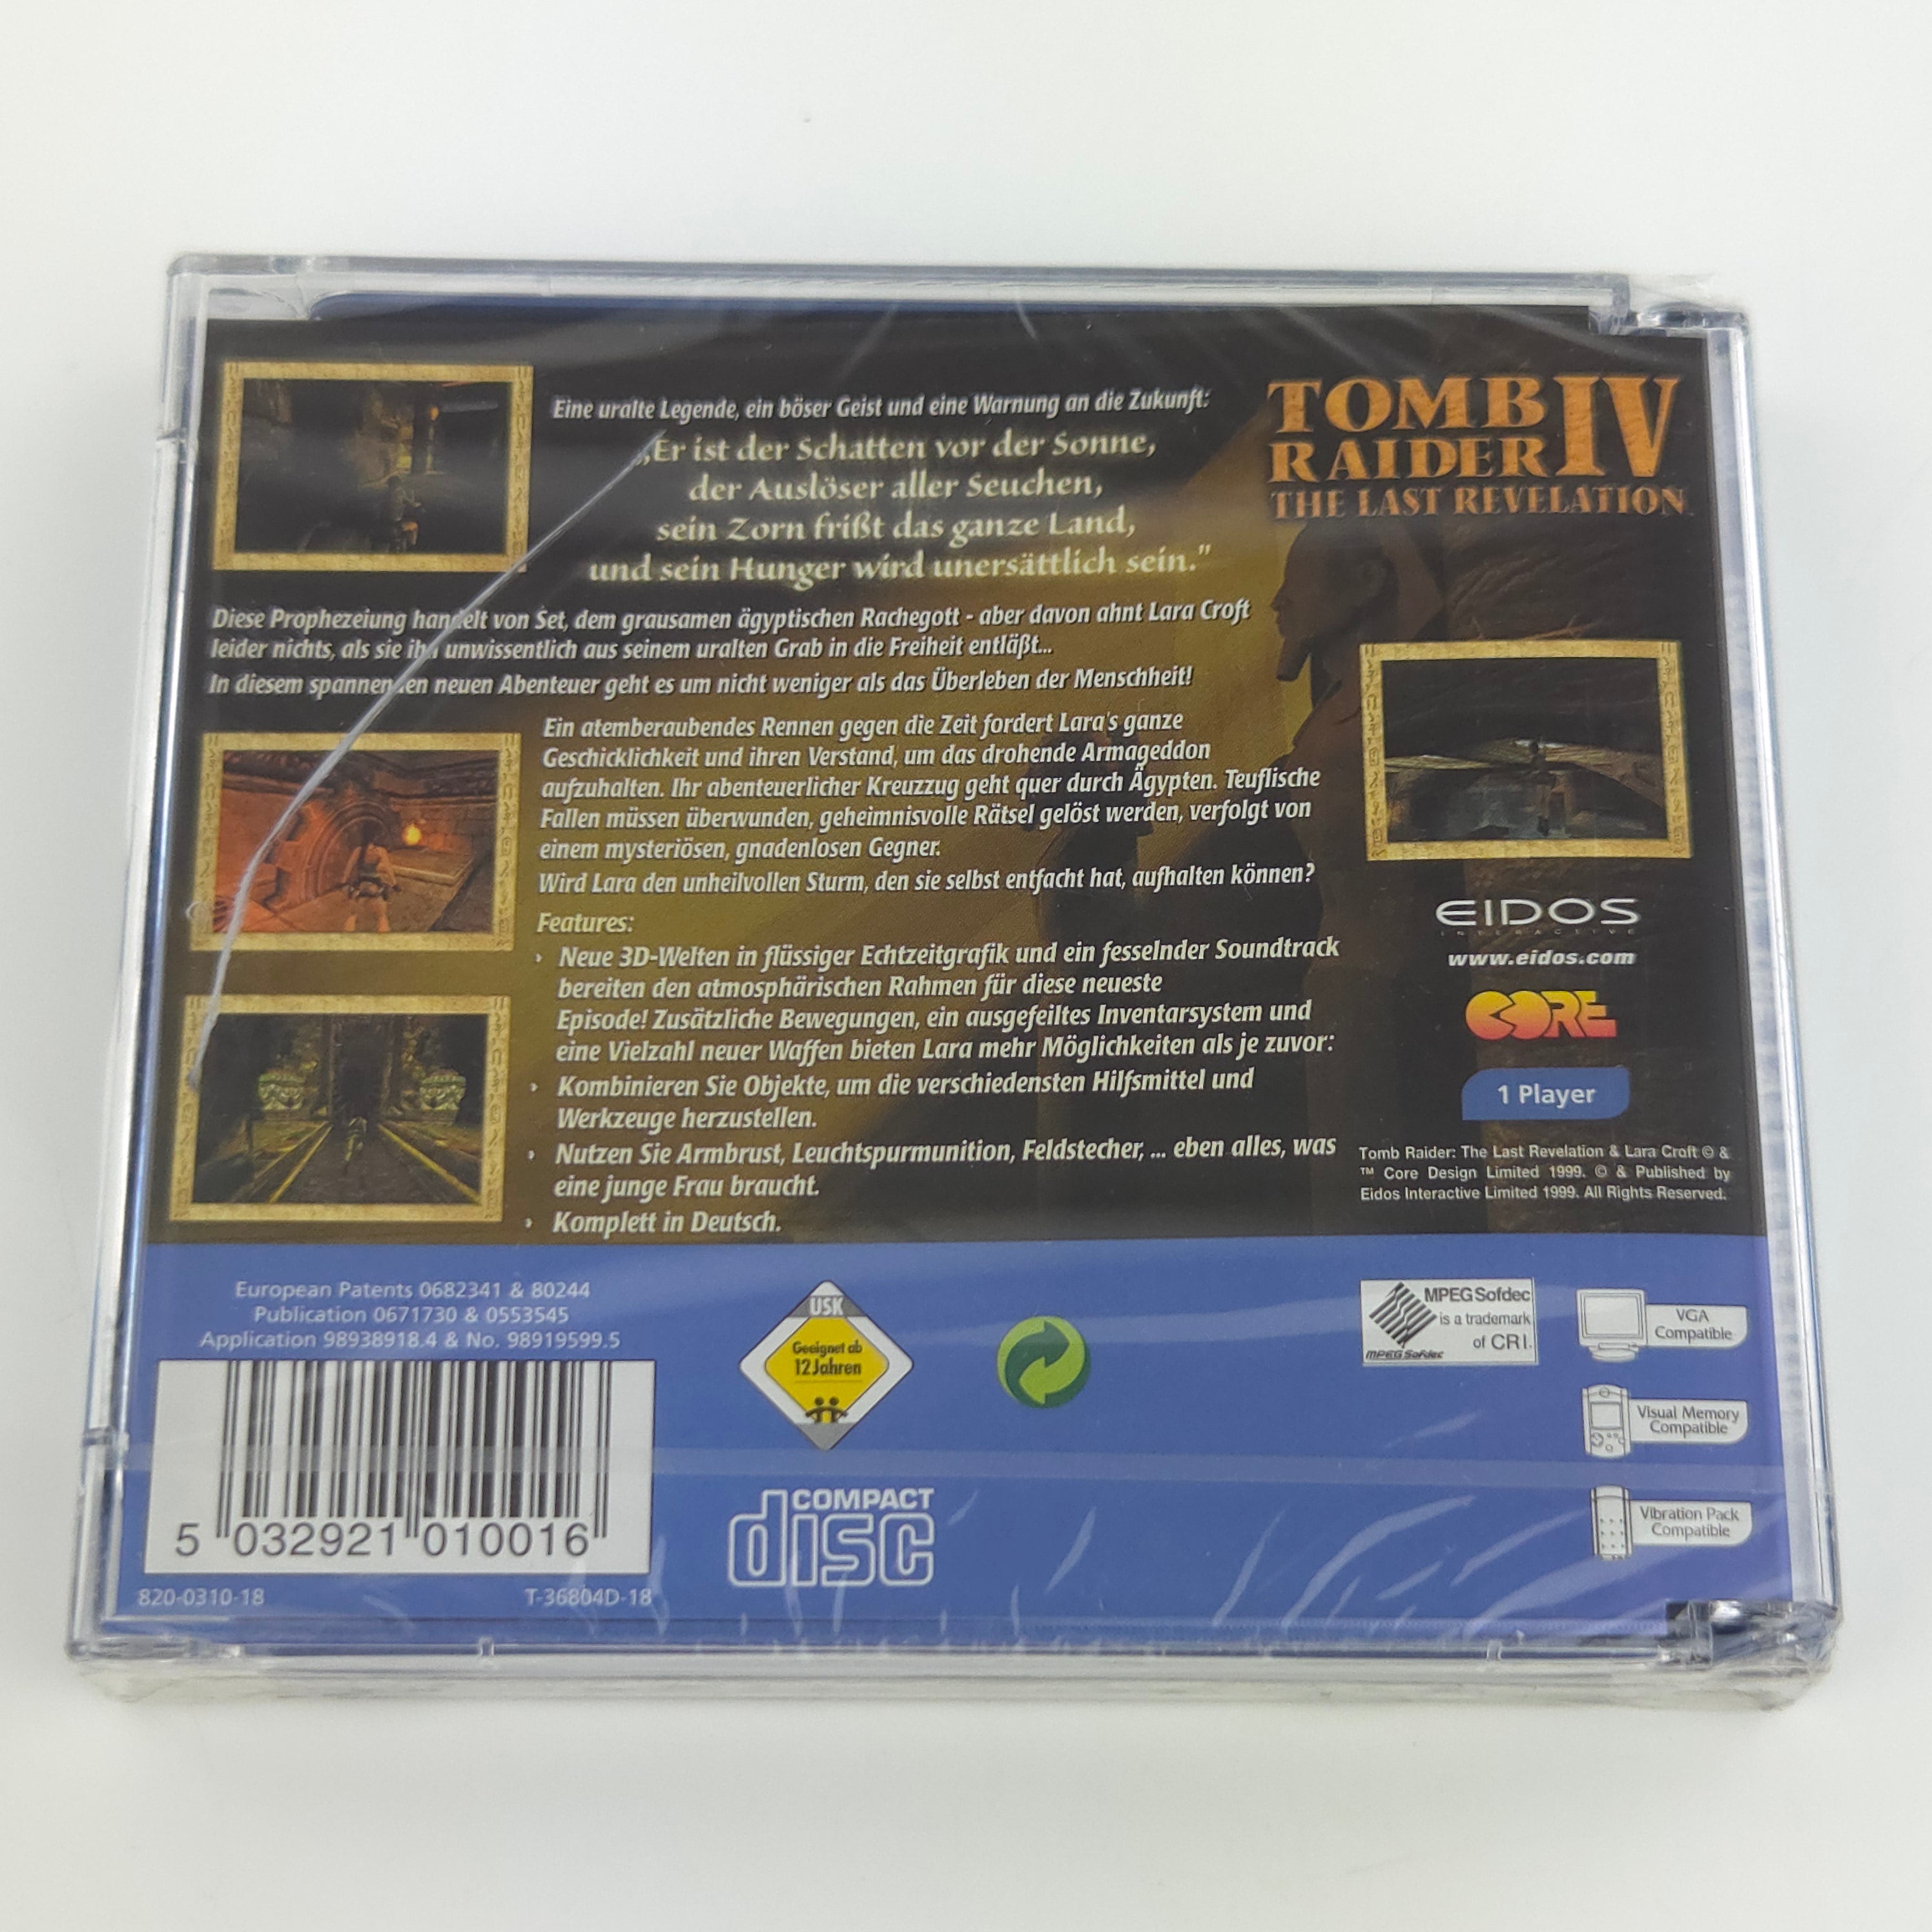 Eine uralte Legende, ein böser Geist und eine Warnung an die Zukunft:
„Er ist der Schatten vor der Sonne,
der Auslöser aller Seuchen,
sein Zorn frißt das ganze Land,
und sein Hunger wird unersättlich sein."
TOMB RAIDER IV
THE LAST REVELATION
Diese Prophezeiung handelt von Set, dem grausamen ägyptischen Rachegott - aber davon ahnt Lara Croft
leider nichts, als sie ihn unwissentlich aus seinem uralten Grab in die Freiheit entläßt...
In diesem spannenden neuen Abenteuer geht es um nicht weniger als das Überleben der Menschheit!
Ein atemberaubendes Rennen gegen die Zeit fordert Lara's ganze
Geschicklichkeit und ihren Verstand, um das drohende Armageddon
aufzuhalten. Ihr abenteuerlicher Kreuzzug geht quer durch Ägypten. Teuflische
Fallen müssen überwunden, geheimnisvolle Rätsel gelöst werden, verfolgt von
einem mysteriösen, gnadenlosen Gegner.
Wird Lara den unheilvollen Sturm, den sie selbst entfacht hat, aufhalten können?
Features:
› Neue 3D-Welten in flüssiger Echtzeitgrafik und ein fesselnder Soundtrack
bereiten den atmosphärischen Rahmen für diese neueste
Episode! Zusätzliche Bewegungen, ein ausgefeiltes Inventarsystem und
eine Vielzahl neuer Waffen bieten Lara mehr Möglichkeiten als je zuvor:
› Kombinieren Sie Objekte, um die verschiedensten Hilfsmittel und
Werkzeuge herzustellen.
› Nutzen Sie Armbrust, Leuchtspurmunition, Feldstecher, ... eben alles, was
eine junge Frau braucht.
› Komplett in Deutsch.
EIDOS
INTERACTIVE
www.eidos.com
CORE
1 Player
Tomb Raider: The Last Revelation & Lara Croft © &
™ Core Design Limited 1999. © & Published by
Eidos Interactive Limited 1999. All Rights Reserved.
European Patents 0682341 & 80244
Publication 0671730 & 0553545
Application 98938918.4 & No. 98919599.5
5 032921 010016
820-0310-18
T-36804D-18
USK
Geeignet ab
12 Jahren
COMPACT
disc
MPEG Sofdec
is a trademark
of CRI.
MPEG Sofdec
VGA
Compatible
Visual Memory
Compatible
Vibration Pack
Compatible